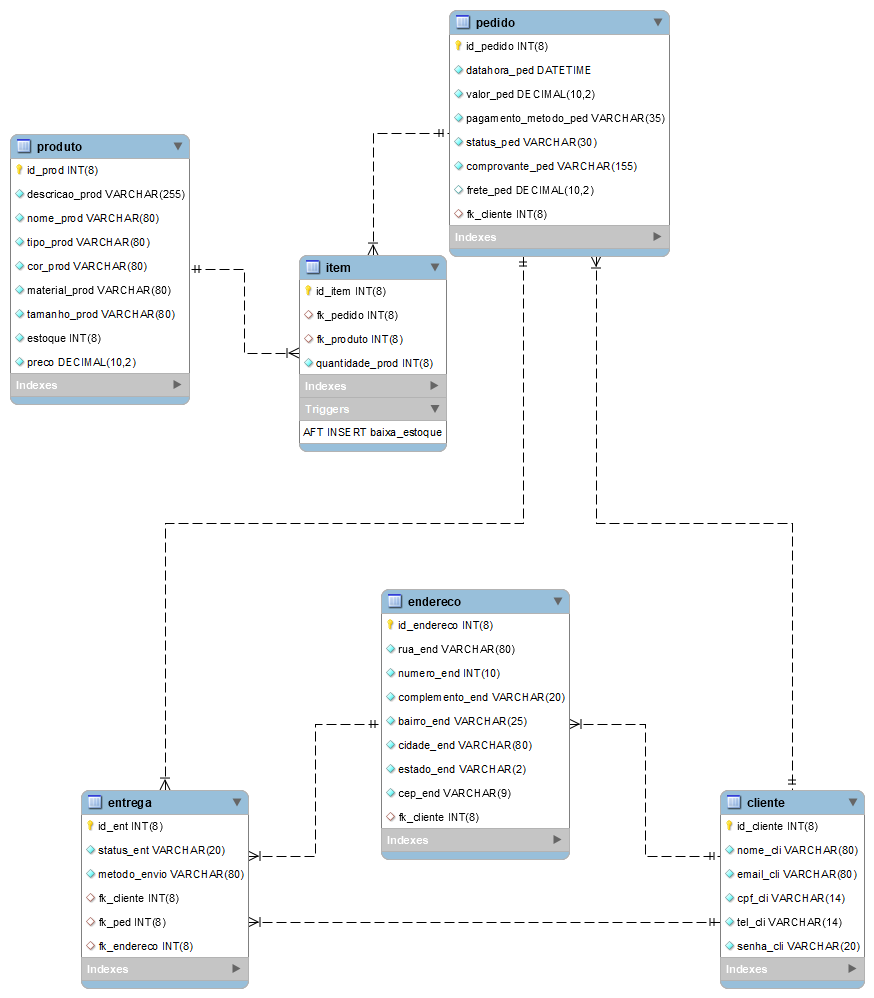 pedido
id_pedido INT(8)
datahora_ped DATETIME
valor_ped DECIMAL(10,2)
pagamento_metodo_ped VARCHAR(35)
status_ped VARCHAR(30)
comprovante_ped VARCHAR(155)
frete_ped DECIMAL(10,2)
fk_cliente INT(8)
Indexes
produto
id_prod INT(8)
descricao_prod VARCHAR(255)
nome_prod VARCHAR(80)
tipo_prod VARCHAR(80)
cor_prod VARCHAR(80)
material_prod VARCHAR(80)
tamanho_prod VARCHAR(80)
estoque INT(8)
preco DECIMAL(10,2)
Indexes
item
id_item INT(8)
fk_pedido INT(8)
fk_produto INT(8)
quantidade_prod INT(8)
Indexes
Triggers
AFT INSERT baixa_estoque
endereco
id_endereco INT(8)
rua_end VARCHAR(80)
numero_end INT(10)
complemento_end VARCHAR(20)
bairro_end VARCHAR(25)
cidade_end VARCHAR(80)
estado_end VARCHAR(2)
cep_end VARCHAR(9)
fk_cliente INT(8)
Indexes
entrega
id_ent INT(8)
status_ent VARCHAR(20)
metodo_envio VARCHAR(80)
fk_cliente INT(8)
fk_ped INT(8)
fk_endereco INT(8)
Indexes
cliente
id_cliente INT(8)
nome_cli VARCHAR(80)
email_cli VARCHAR(80)
cpf_cli VARCHAR(14)
tel_cli VARCHAR(14)
senha_cli VARCHAR(20)
Indexes